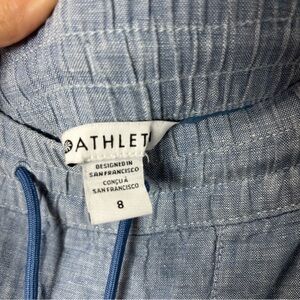 ATHLET
DESIGNED IN
SAN FRANCISCO
CONÇU À
SAN FRANCISCO
8